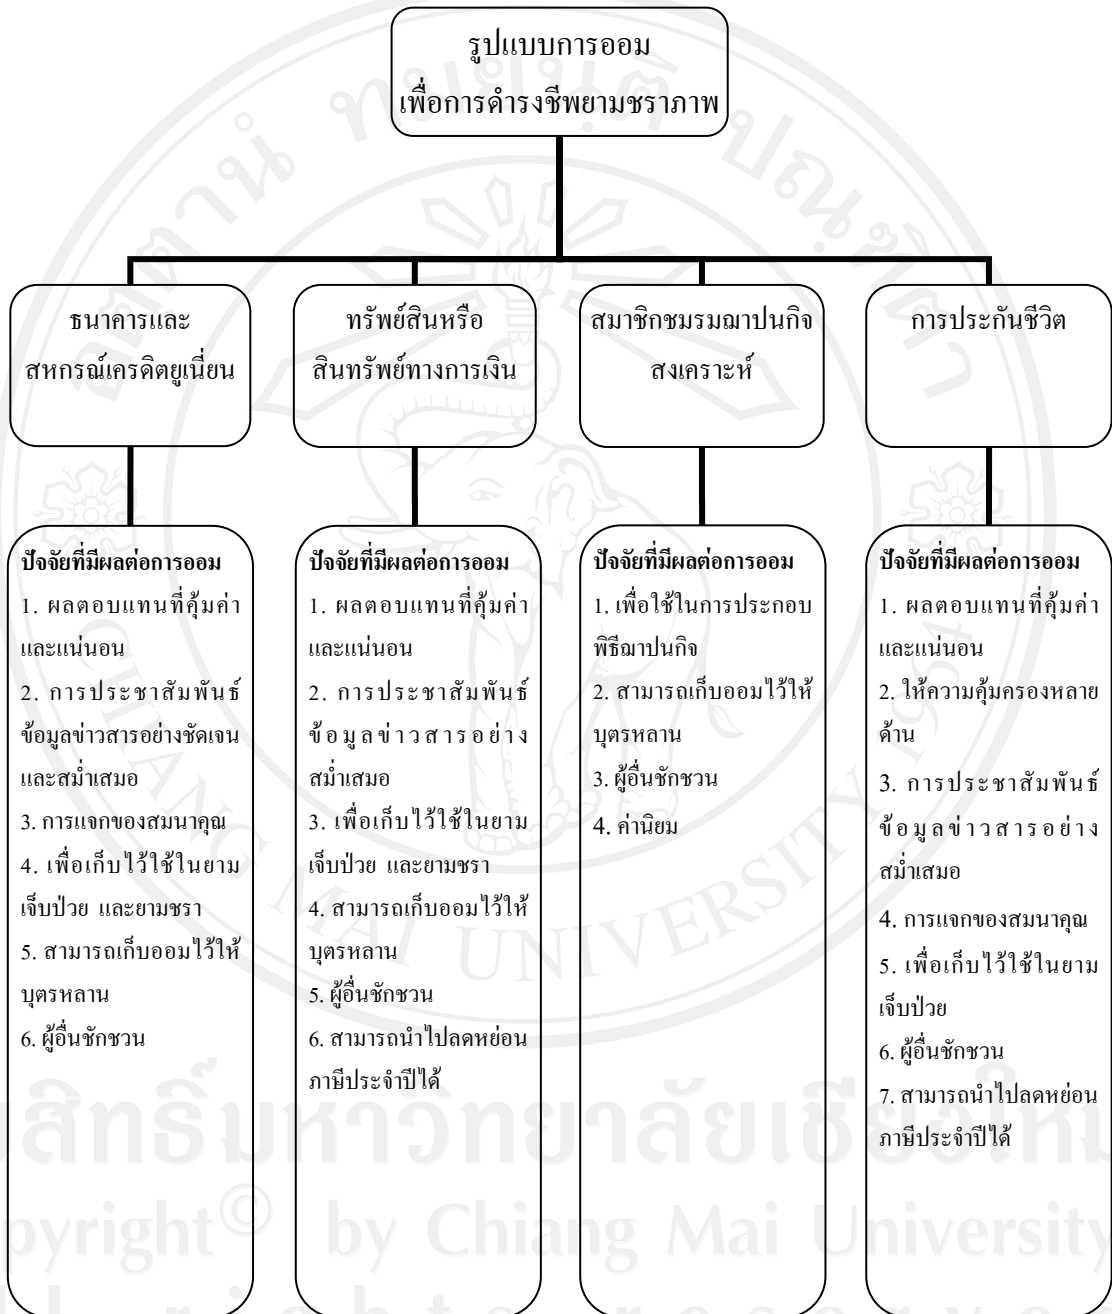 รูปแบบการออม
เพื่อการดำรงชีพยามชราภาพ
ธนาคารและ
สหกรณ์เครดิตยูเนี่ยน
ทรัพย์สินหรือ
สินทรัพย์ทางการเงิน
สมาชิกชมรมฌาปนกิจ
สงเคราะห์
การประกันชีวิต
ปัจจัยที่มีผลต่อการออม
1. ผลตอบแทนที่คุ้มค่า
และแน่นอน
2. การประชาสัมพันธ์
ข้อมูลข่าวสารอย่างชัดเจน
และสม่ำเสมอ
3. การแจกของสมนาคุณ
4. เพื่อเก็บไว้ใช้ในยาม
เจ็บป่วย และยามชรา
5. สามารถเก็บออมไว้ให้
บุตรหลาน
6. ผู้อื่นชักชวน
ปัจจัยที่มีผลต่อการออม
1. ผลตอบแทนที่คุ้มค่า
และแน่นอน
2. การประชาสัมพันธ์
ข้อมูลข่าวสารอย่าง
สม่ำเสมอ
3. เพื่อเก็บไว้ใช้ในยาม
เจ็บป่วย และยามชรา
4. สามารถเก็บออมไว้ให้
บุตรหลาน
5. ผู้อื่นชักชวน
6. สามารถนำไปลดหย่อน
ภาษีประจำปีได้
ปัจจัยที่มีผลต่อการออม
1. เพื่อใช้ในการประกอบ
พิธีฌาปนกิจ
2. สามารถเก็บออมไว้ให้
บุตรหลาน
3. ผู้อื่นชักชวน
4. ค่านิยม
ปัจจัยที่มีผลต่อการออม
1. ผลตอบแทนที่คุ้มค่า
และแน่นอน
2. ให้ความคุ้มครองหลาย
ด้าน
3. การประชาสัมพันธ์
ข้อมูลข่าวสารอย่าง
สม่ำเสมอ
4. การแจกของสมนาคุณ
5. เพื่อเก็บไว้ใช้ในยาม
เจ็บป่วย
6. ผู้อื่นชักชวน
7. สามารถนำไปลดหย่อน
ภาษีประจำปีได้
CHIANG MAI UNIVERSITY 1964
by Chiang Mai University